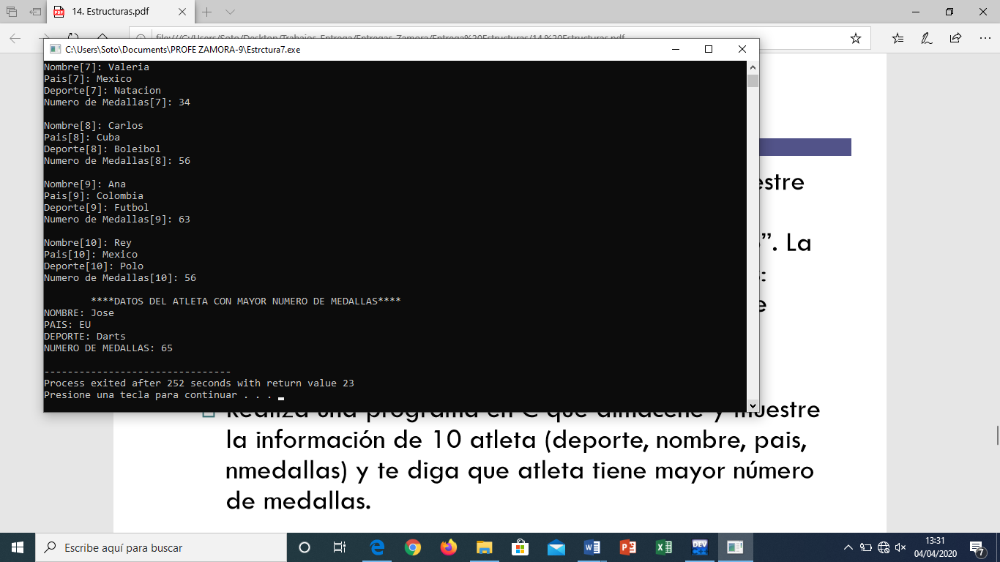 14. Estructuras.pdf
file:///C:/Users/Soto/Desktop/Trabajos_Entrega/Entregas_Zamora/Entrega%20Estructuras/14.%20Estructuras.pdf
C:\Users\Soto\Documents\PROFE ZAMORA-9\Estrctura7.exe
Nombre[7]: Valeria
Pais[7]: Mexico
Deporte[7]: Natacion
Numero de Medallas[7]: 34
Nombre[8]: Carlos
Pais[8]: Cuba
Deporte[8]: Boleibol
Numero de Medallas[8]: 56
Nombre[9]: Ana
Pais[9]: Colombia
Deporte[9]: Futbol
Numero de Medallas[9]: 63
Nombre[10]: Rey
Pais[10]: Mexico
Deporte[10]: Polo
Numero de Medallas[10]: 56
****DATOS DEL ATLETA CON MAYOR NUMERO DE MEDALLAS****
NOMBRE: Jose
PAIS: EU
DEPORTE: Darts
NUMERO DE MEDALLAS: 65
--------------------------------
Process exited after 252 seconds with return value 23
Presione una tecla para continuar . . .
estre
”. La
:
e
Realiza una programa en C que almacene y muestre
la información de 10 atleta (deporte, nombre, pais,
nmedallas) y te diga que atleta tiene mayor número
de medallas.
Escribe aquí para buscar
DEV
13:31
04/04/2020
7